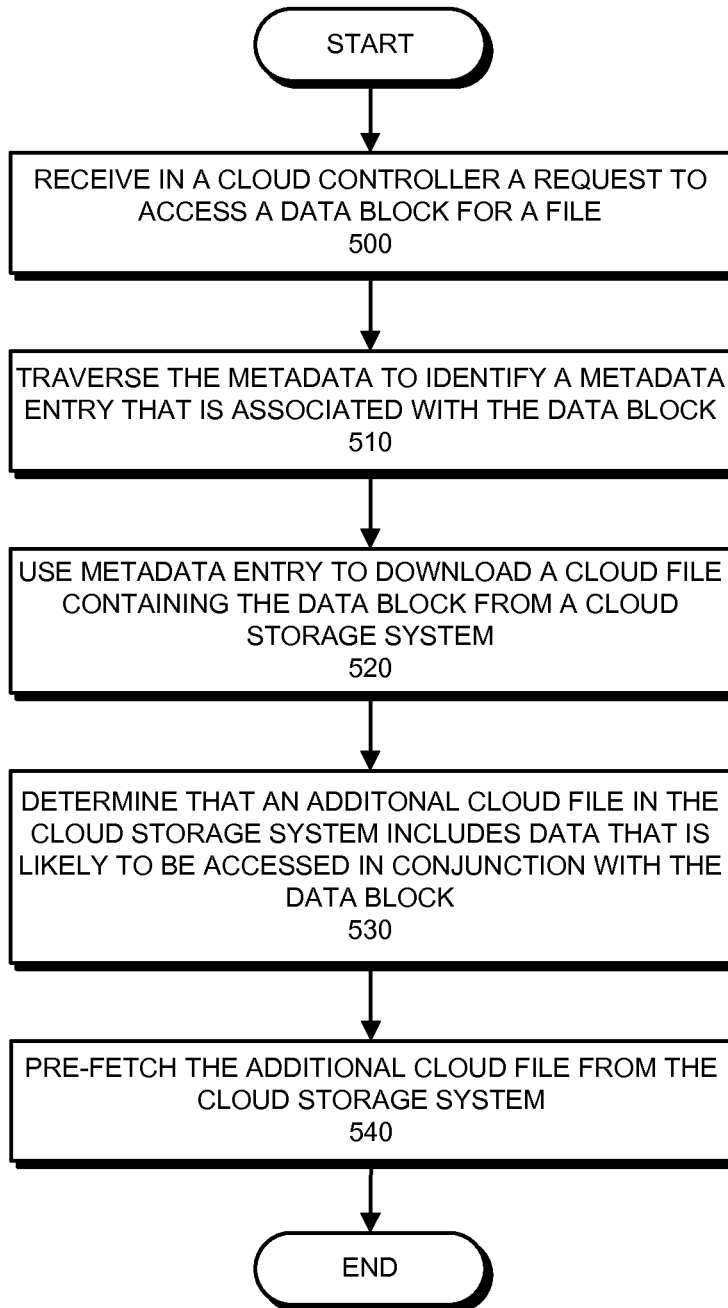 START
RECEIVE IN A CLOUD CONTROLLER A REQUEST TO
ACCESS A DATA BLOCK FOR A FILE
500
TRAVERSE THE METADATA TO IDENTIFY A METADATA
ENTRY THAT IS ASSOCIATED WITH THE DATA BLOCK
510
USE METADATA ENTRY TO DOWNLOAD A CLOUD FILE
CONTAINING THE DATA BLOCK FROM A CLOUD
STORAGE SYSTEM
520
DETERMINE THAT AN ADDITONAL CLOUD FILE IN THE
CLOUD STORAGE SYSTEM INCLUDES DATA THAT IS
LIKELY TO BE ACCESSED IN CONJUNCTION WITH THE
DATA BLOCK
530
PRE-FETCH THE ADDITIONAL CLOUD FILE FROM THE
CLOUD STORAGE SYSTEM
540
END